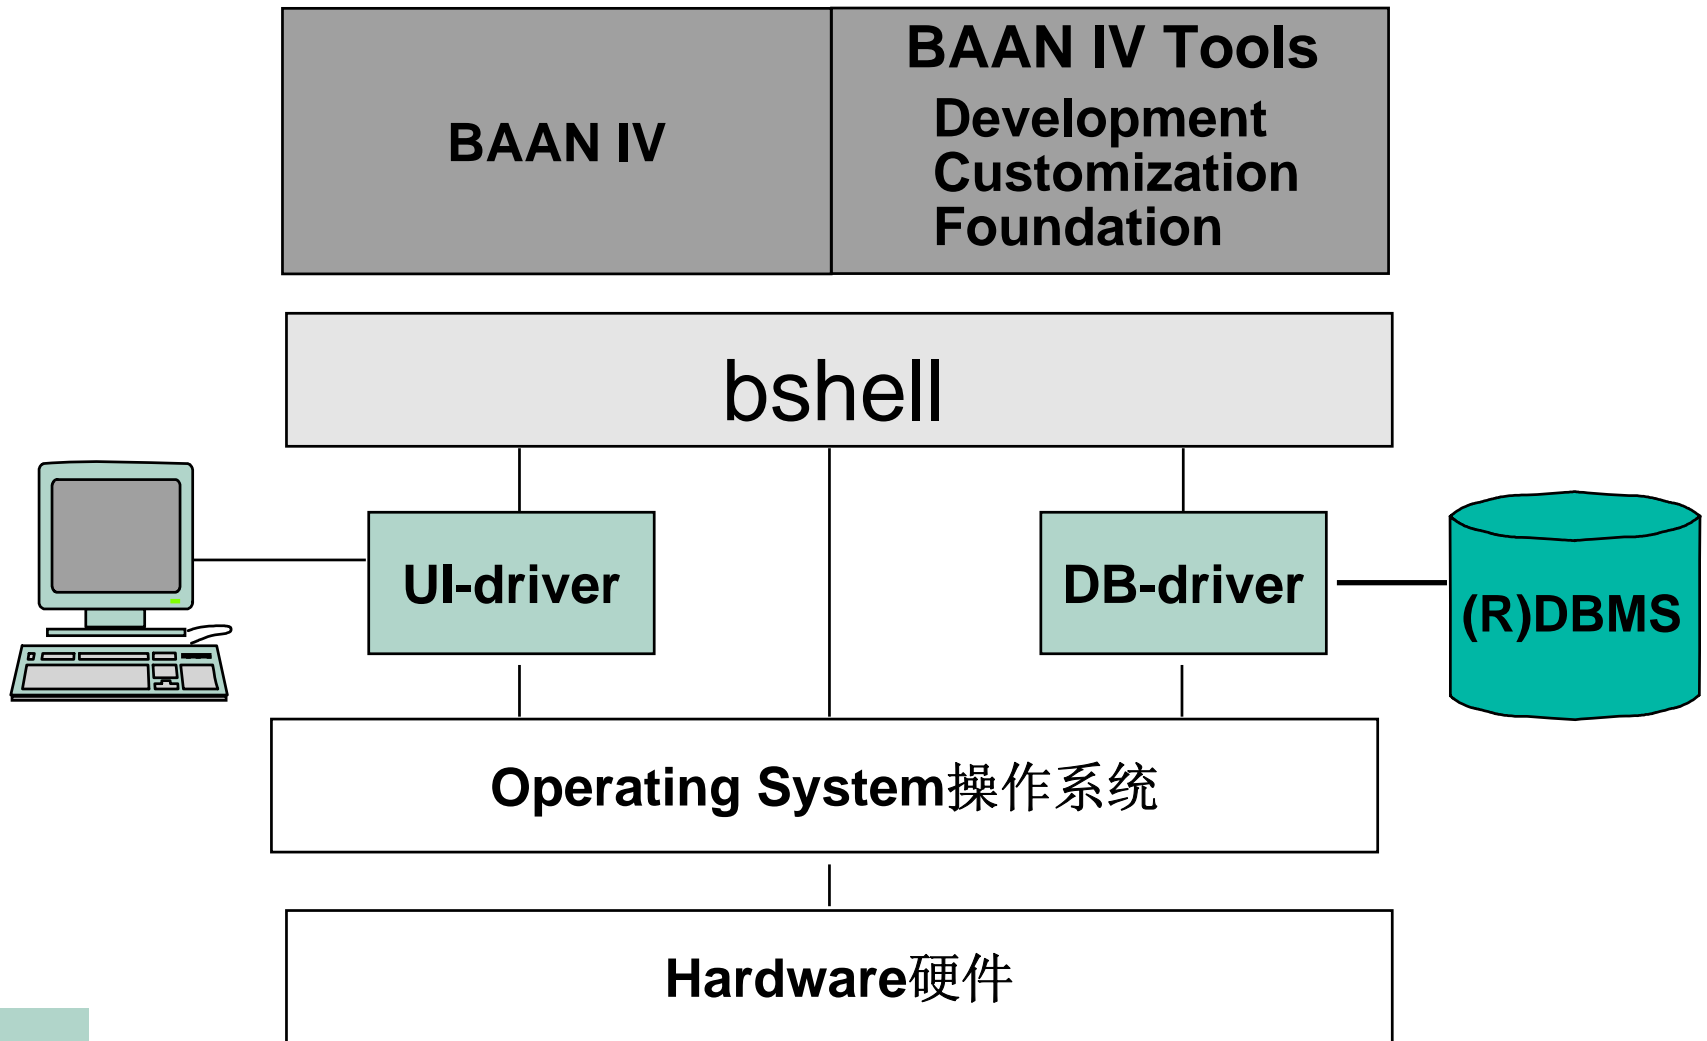 BAAN IV
BAAN IV Tools
Development
Customization
Foundation
bshell
UI-driver
DB-driver
(R)DBMS
Operating System操作系统
Hardware硬件